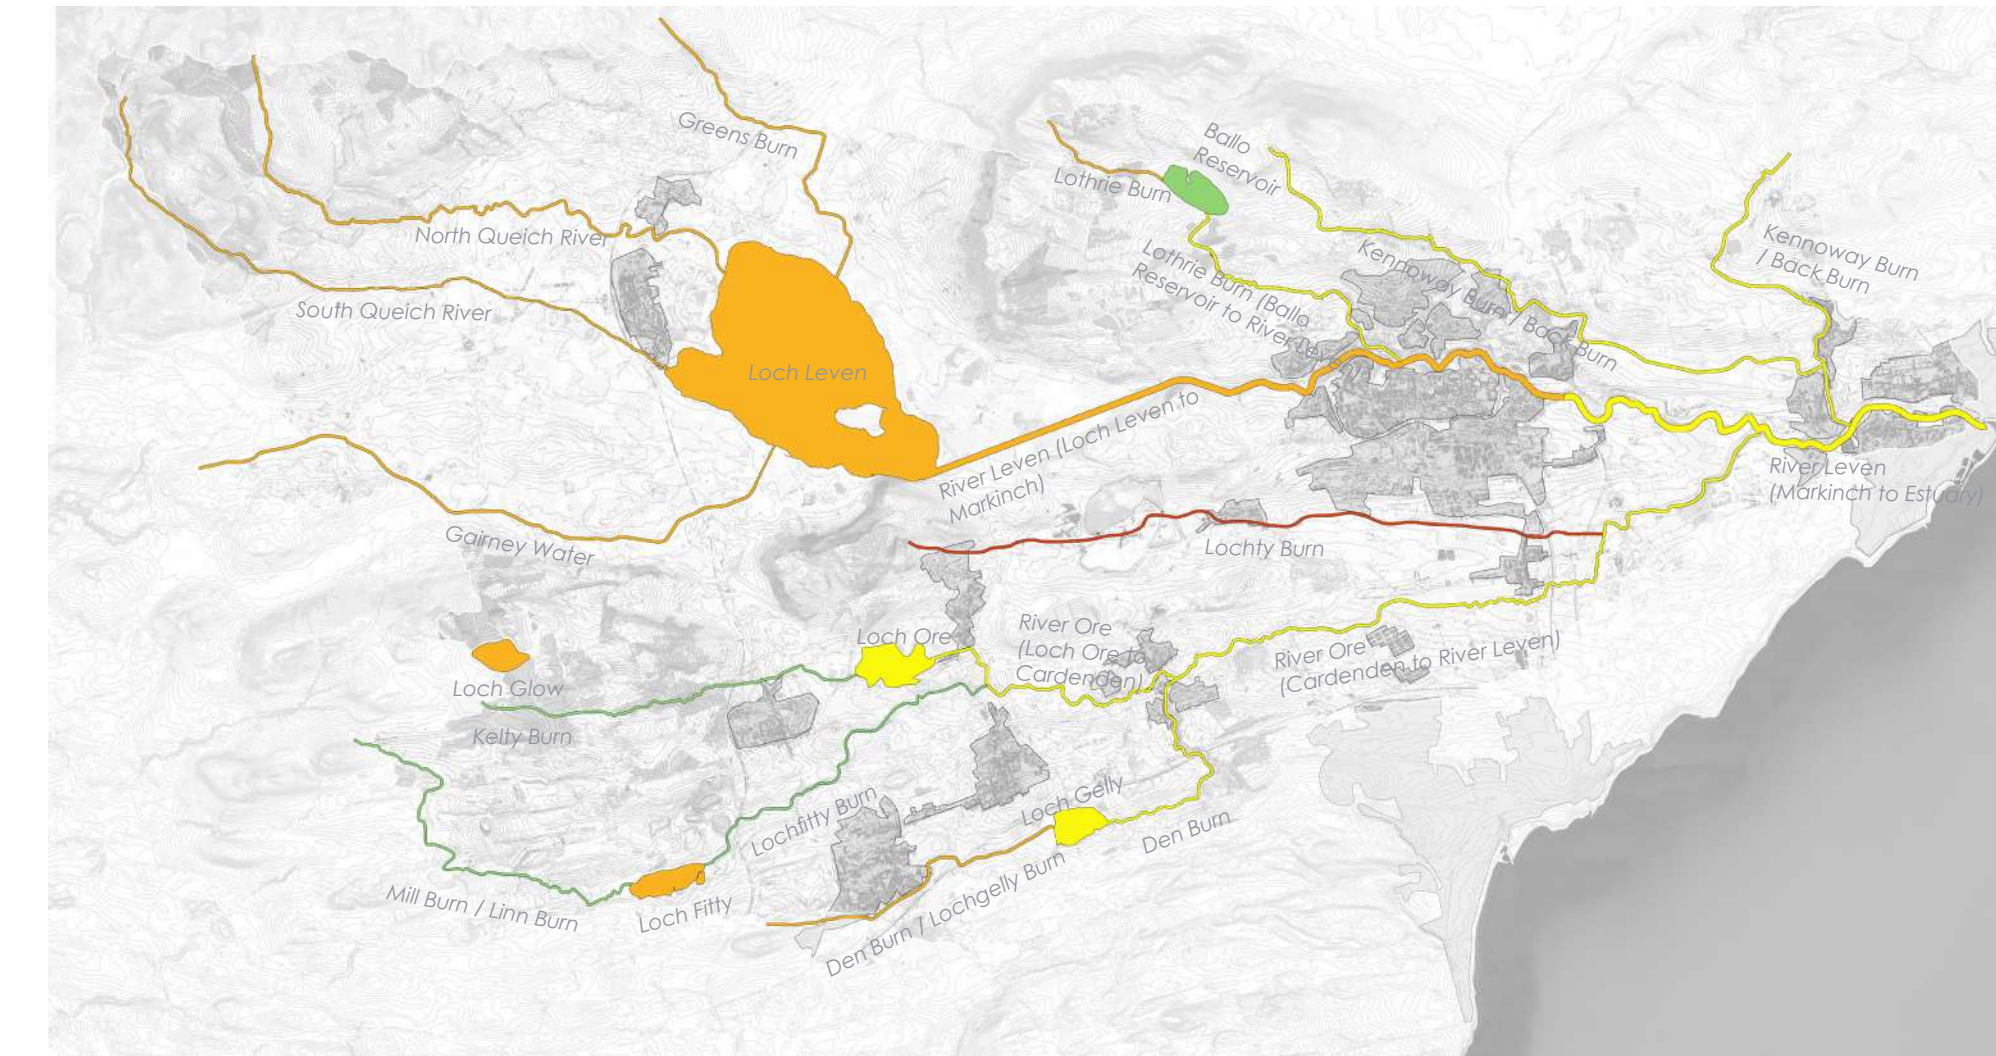 Greens Burn
Ballo
Reservoir
Lothrie Burn
North Queich River
Kennoway Burn
/ Back Burn
Kennoway Burn / Back Burn
Lothrie Burn (Ballo
Reservoir to River
South Queich River
Loch Leven
River Leven (Loch Leven to
Markinch)
River Leven
(Markinch to Estuary)
Gairney Water
Lochty Burn
Loch Ore
River Ore
(Loch Ore to
Cardenden)
River Ore
(Cardenden to River Leven)
Loch Glow
Kelty Burn
Loch Gelly
Lochfitty Burn
Den Burn
Mill Burn / Linn Burn
Loch Fitty
Den Burn / Lochgelly Burn